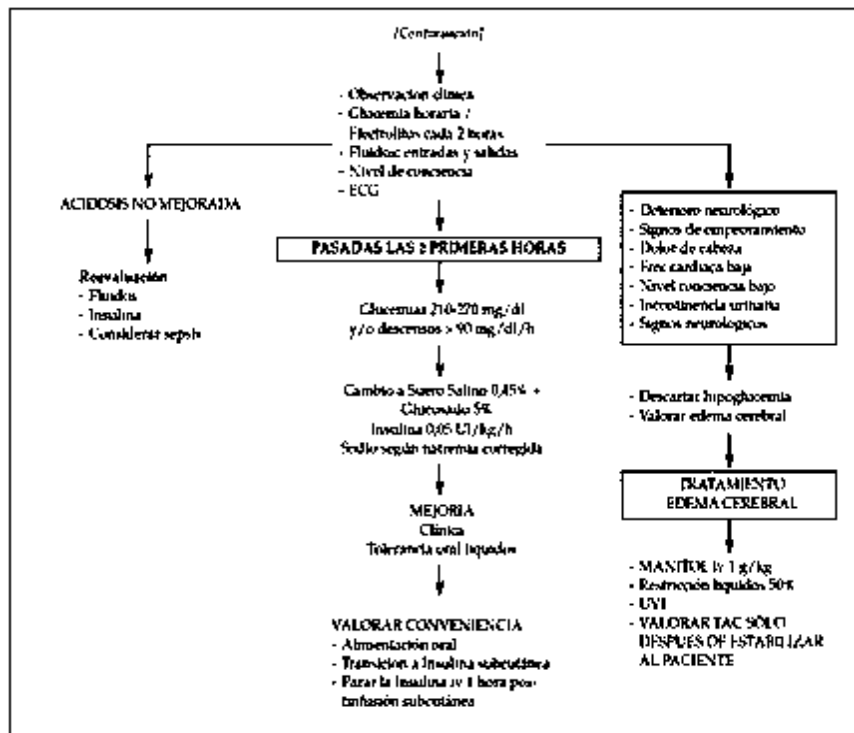 [Continuación]
- Observacion clínica
- Glucemia horaria /
Electrolitos cada 2 horas
- Fluidos: entradas y salidas
- Nivel de conciencia
- ECG
ACIDOSIS NO MEJORADA
Reevaluación
- Fluidos
- Insulina
- Considerar sepsis
PASADAS LAS 2 PRIMERAS HORAS
Glucemias 210-270 mg/dl
y/o descensos > 90 mg/dl/h
Cambio a Suero Salino 0,45% +
Glucosado 5%
Insulina 0,05 UI/kg/h
Sodio según natremia corregida
MEJORIA
Clínica
Tolerancia oral líquidos
VALORAR CONVENIENCIA
- Alimentación oral
- Transicion a Insulina subcutánea
- Parar la Insulina iv 1 hora pos-
infusión subcutánea
- Deterioro neurológico
- Signos de empeoramiento
- Dolor de cabeza
- Frec cardiaca baja
- Nivel conciencia bajo
- Incontinencia urinaria
- Signos neurologicos
- Descartar hipoglucemia
- Valorar edema cerebral
TRATAMIENTO
EDEMA CEREBRAL
- MANITOL iv 1 g/kg
- Restricción líquidos 50%
- UVI
- VALORAR TAC SÓLO
DESPUES DE ESTABILIZAR
AL PACIENTE